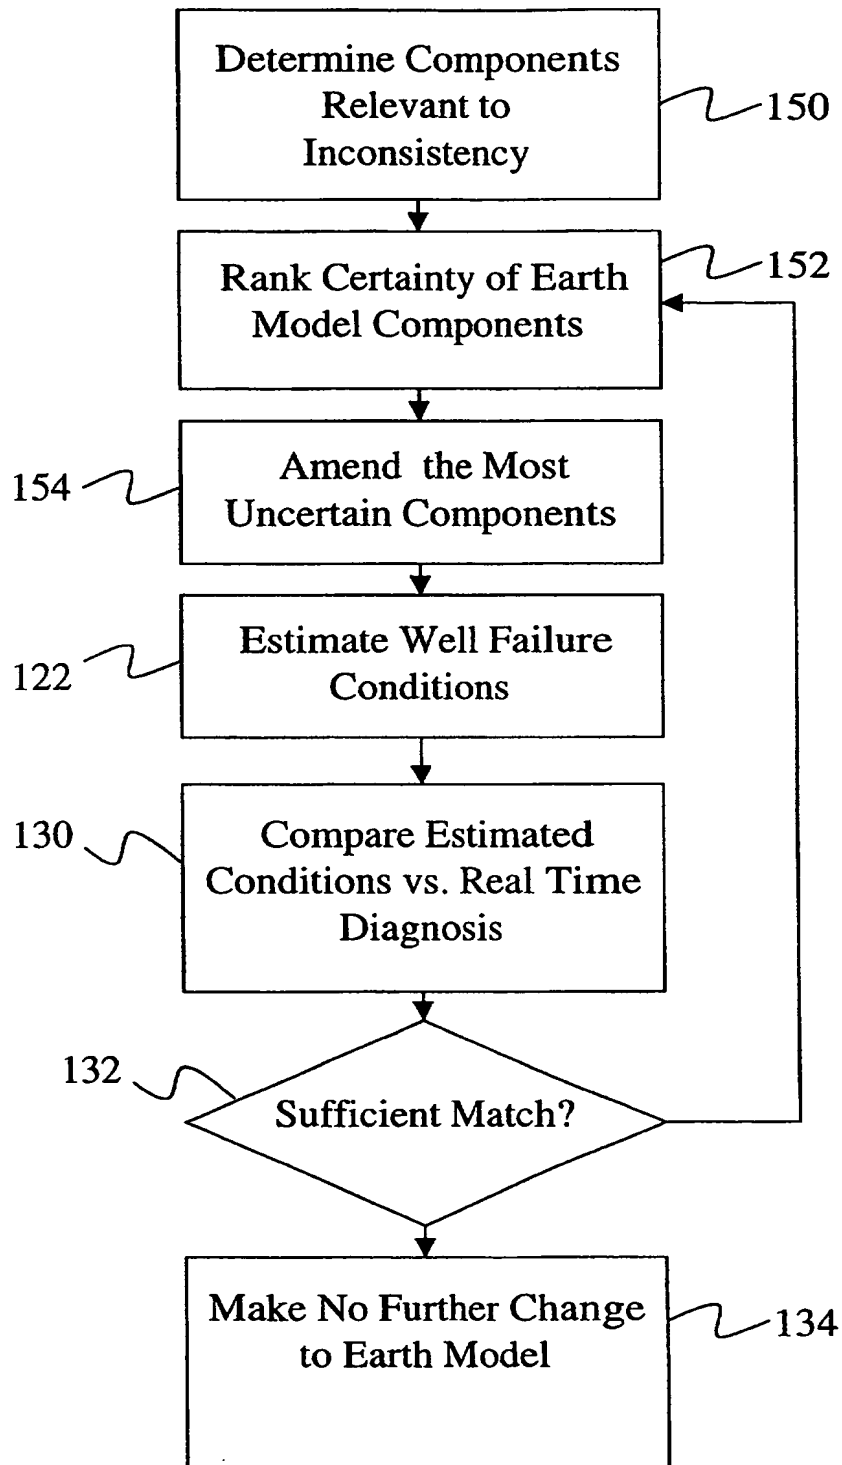 Determine Components
Relevant to
Inconsistency
150
Rank Certainty of Earth
Model Components
152
154
Amend the Most
Uncertain Components
122
Estimate Well Failure
Conditions
130
Compare Estimated
Conditions vs. Real Time
Diagnosis
132
Sufficient Match?
Make No Further Change
to Earth Model
134